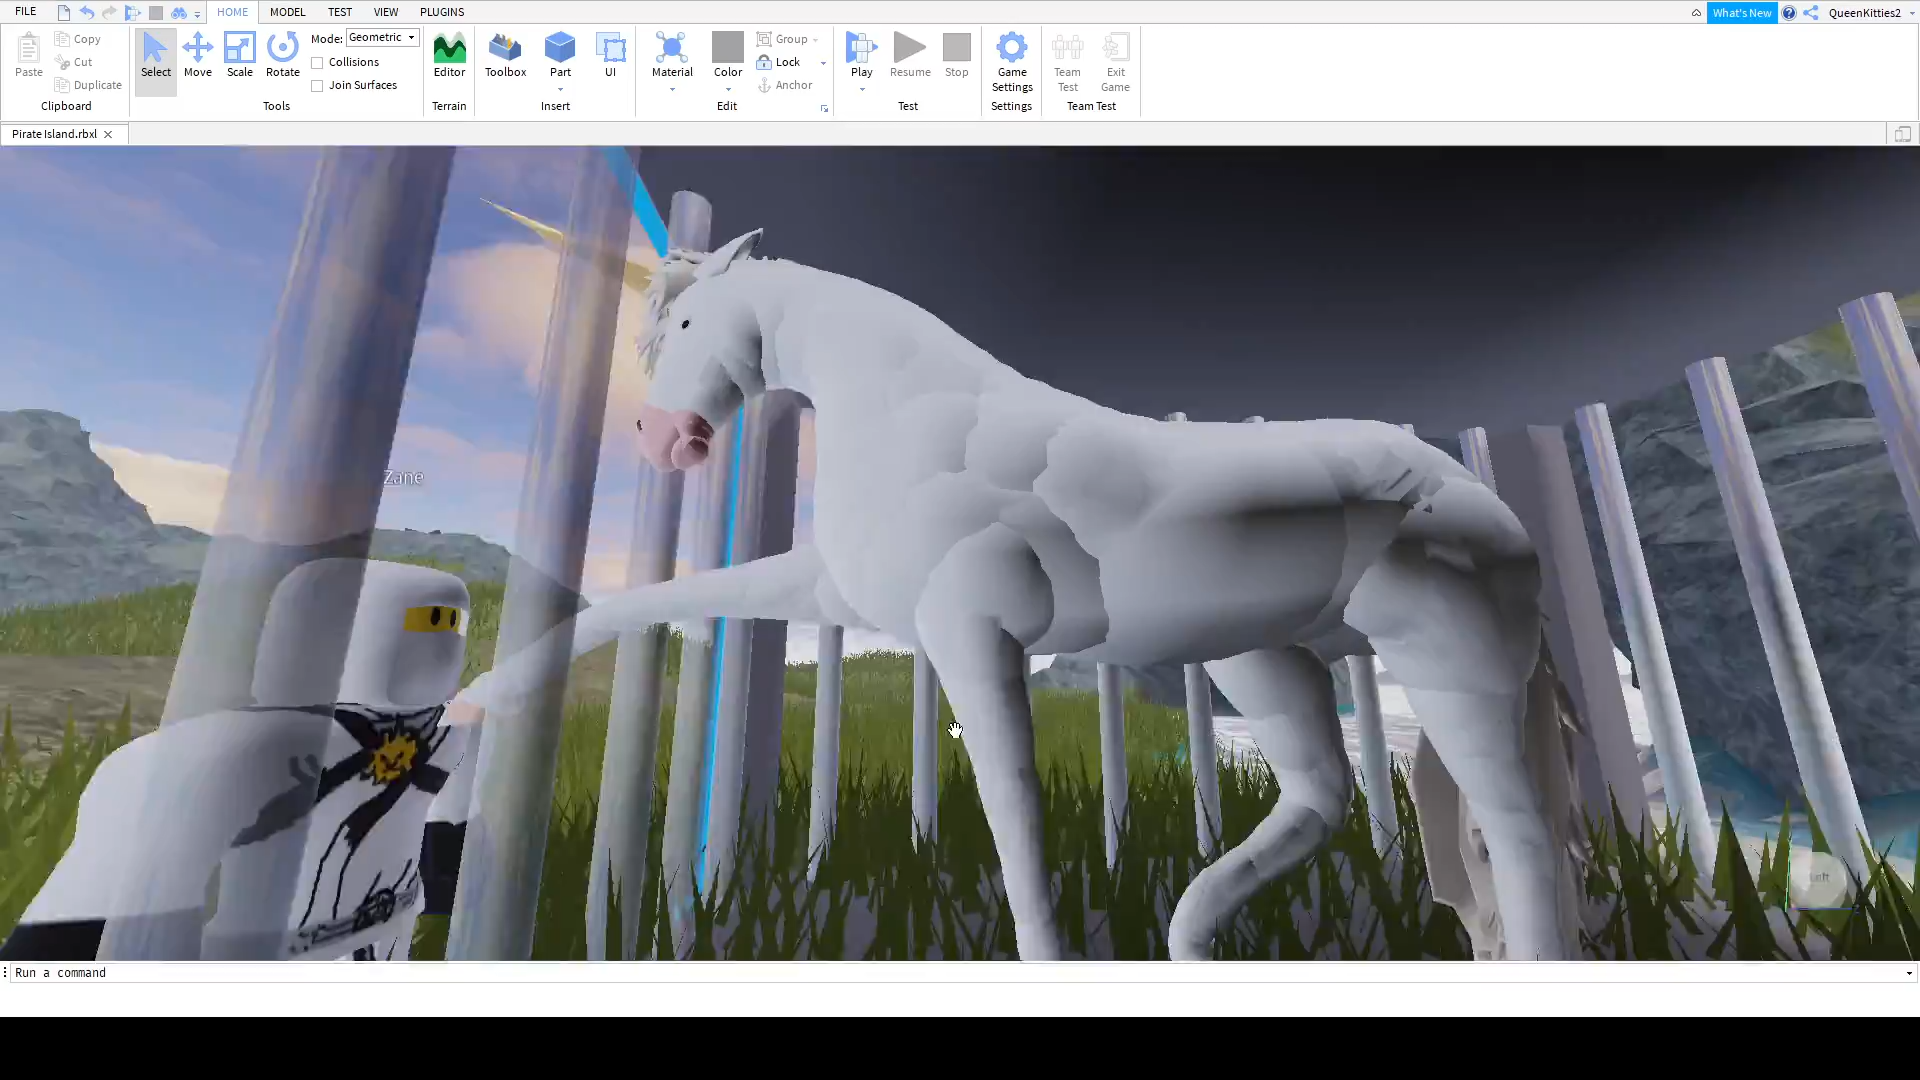 FILE HOME MODEL TEST VIEW PLUGINS What's New QueenKitties2
Paste
Copy
Cut
Duplicate
Clipboard
Select
Move
Scale
Rotate
Mode: Geometric
Collisions
Join Surfaces
Tools
Editor
Terrain
Toolbox
Part
UI
Insert
Material
Color
Group
Lock
Anchor
Edit
Play
Resume
Stop
Test
Game
Settings
Settings
Team
Test
Exit
Game
Team Test
Pirate Island.rbxl
Zane
Left
Run a command